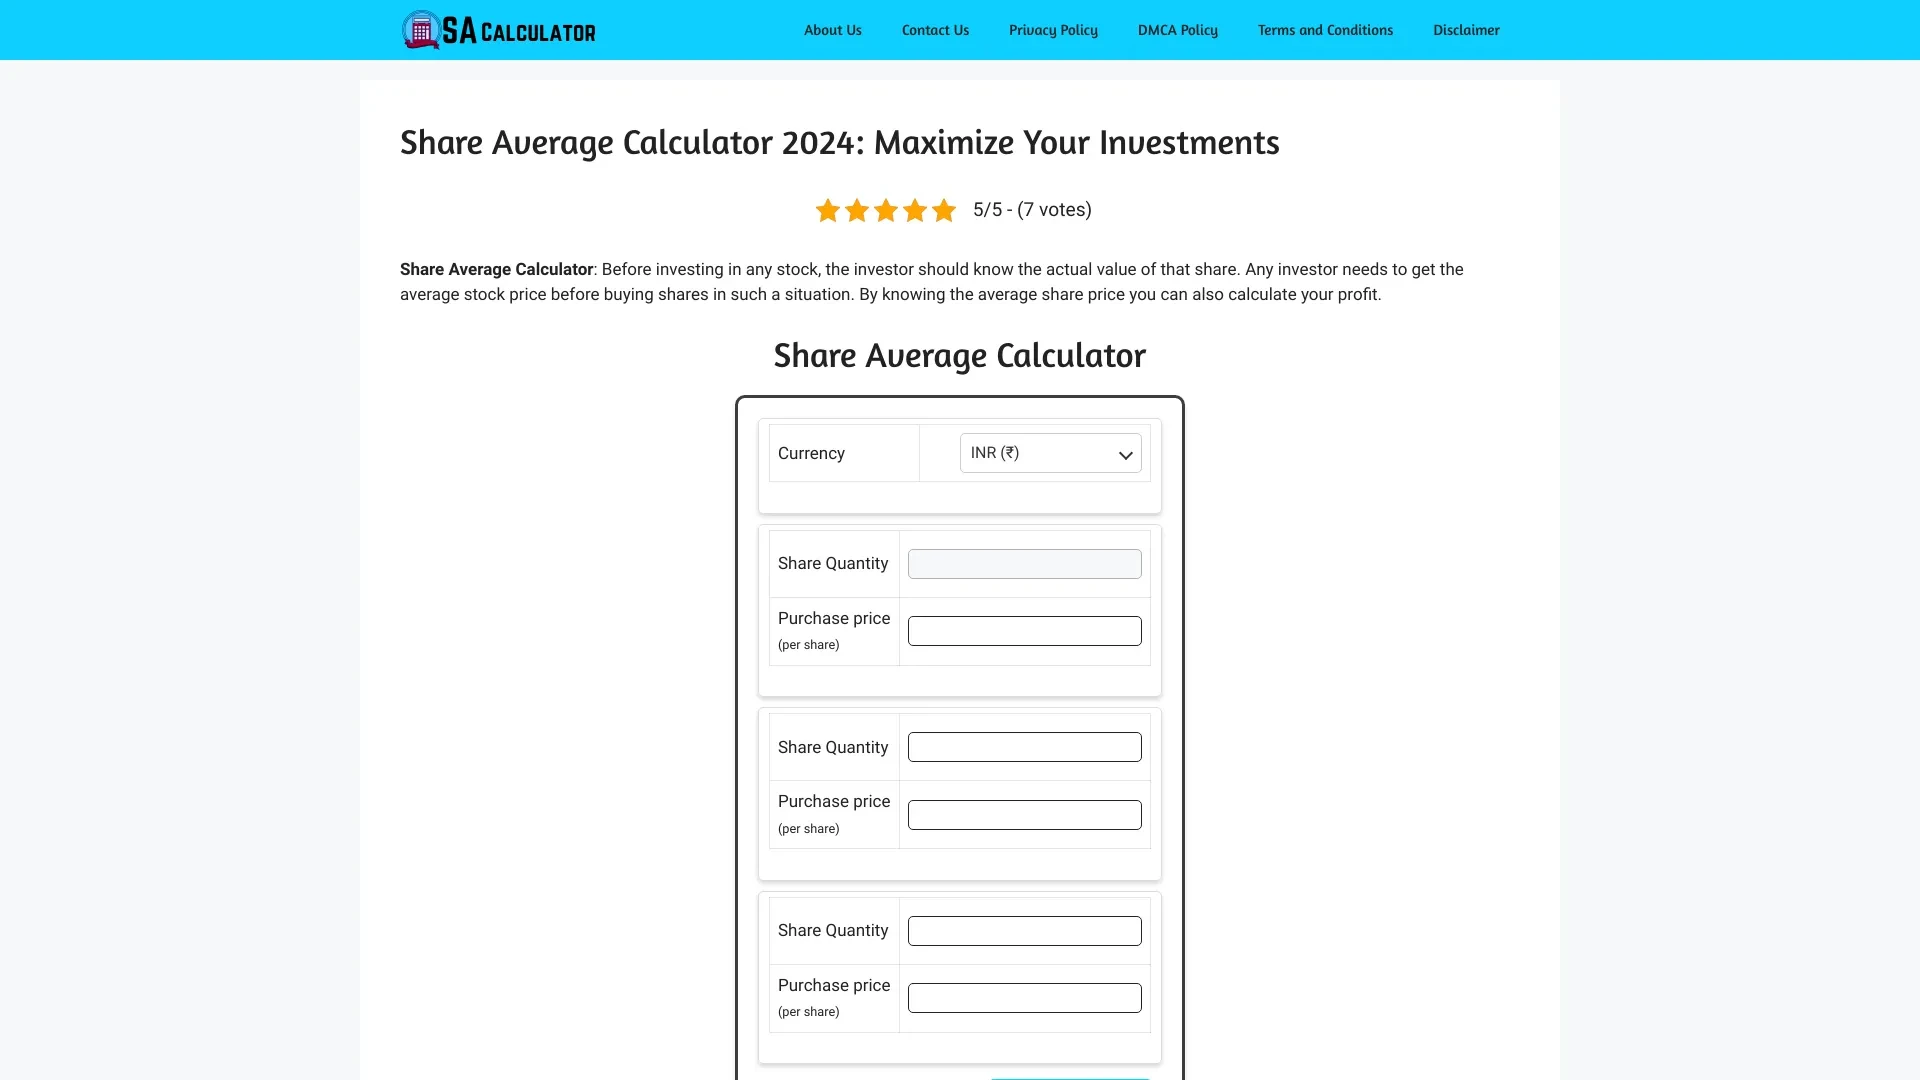 SA CALCULATOR
About Us
Contact Us
Privacy Policy
DMCA Policy
Terms and Conditions
Disclaimer
Share Average Calculator 2024: Maximize Your Investments
5/5 - (7 votes)
Share Average Calculator: Before investing in any stock, the investor should know the actual value of that share. Any investor needs to get the
average stock price before buying shares in such a situation. By knowing the average share price you can also calculate your profit.
Share Average Calculator
Currency
INR (₹)
Share Quantity
Purchase price
(per share)
Share Quantity
Purchase price
(per share)
Share Quantity
Purchase price
(per share)